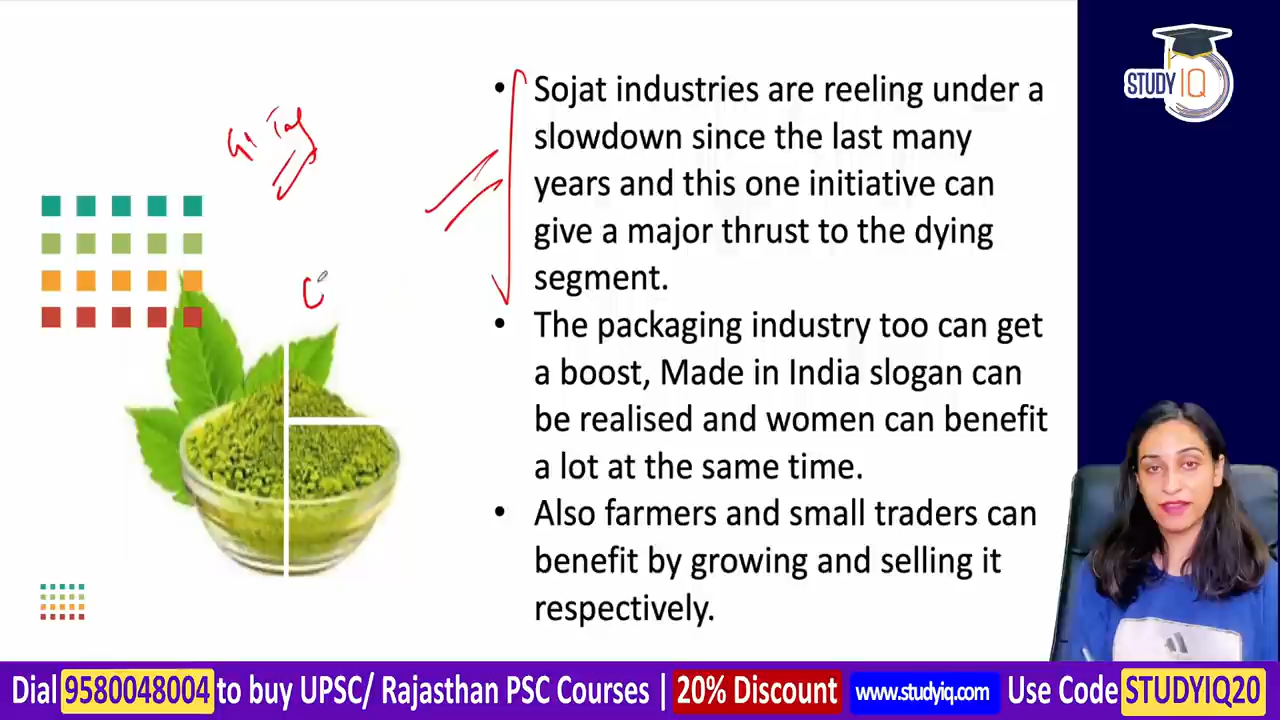 STUDY IQ
Gi Tag
• Sojat industries are reeling under a
slowdown since the last many
years and this one initiative can
give a major thrust to the dying
segment.
• The packaging industry too can get
a boost, Made in India slogan can
be realised and women can benefit
a lot at the same time.
• Also farmers and small traders can
benefit by growing and selling it
respectively.
Dial 9580048004 to buy UPSC/ Rajasthan PSC Courses | 20% Discount www.studyiq.com Use Code STUDYIQ20